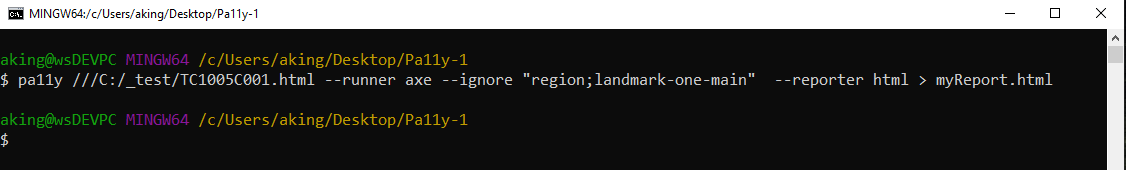 MINGW64:/c/Users/aking/Desktop/Pa11y-1
aking@wsDEVPC MINGW64 /c/Users/aking/Desktop/Pa11y-1
$ pa11y ///C:/_test/TC1005C001.html --runner axe --ignore "region;landmark-one-main"  --reporter html > myReport.html
aking@wsDEVPC MINGW64 /c/Users/aking/Desktop/Pa11y-1
$